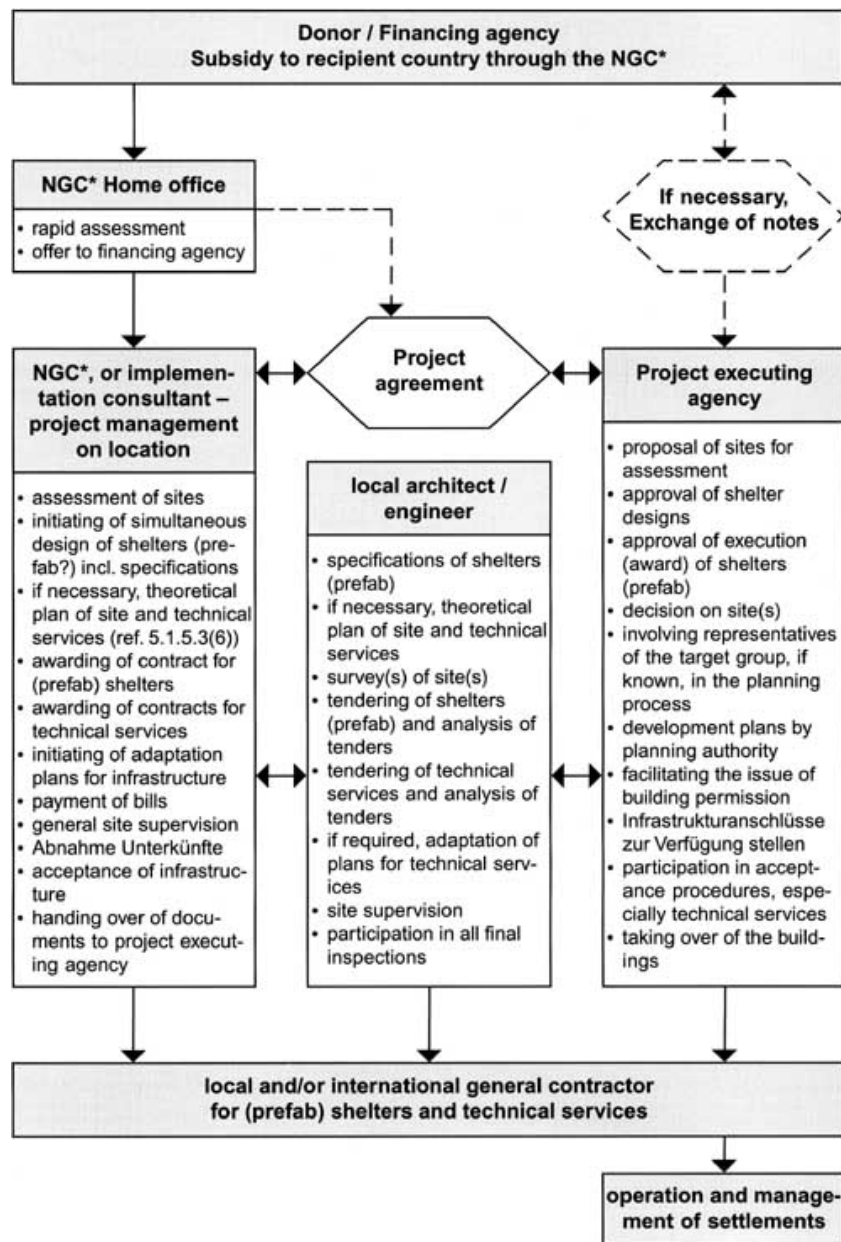 Donor / Financing agency
Subsidy to recipient country through the NGC*
NGC* Home office
• rapid assessment
• offer to financing agency
If necessary,
Exchange of notes
Project
agreement
NGC*, or implemen-
tation consultant –
project management
on location
• assessment of sites
• initiating of simultaneous
design of shelters (pre-
fab?) incl. specifications
• if necessary, theoretical
plan of site and technical
services (ref. 5.1.5.3(6))
• awarding of contract for
(prefab) shelters
• awarding of contracts for
technical services
• initiating of adaptation
plans for infrastructure
• payment of bills
• general site supervision
• Abnahme Unterkünfte
• acceptance of infrastruc-
ture
• handing over of docu-
ments to project execut-
ing agency
local architect /
engineer
• specifications of shelters
(prefab)
• if necessary, theoretical
plan of site and technical
services
• survey(s) of site(s)
• tendering of shelters
(prefab) and analysis of
tenders
• tendering of technical
services and analysis of
tenders
• if required, adaptation of
plans for technical serv-
ices
• site supervision
• participation in all final
inspections
Project executing
agency
• proposal of sites for
assessment
• approval of shelter
designs
• approval of execution
(award) of shelters
(prefab)
• decision on site(s)
• involving representatives
of the target group, if
known, in the planning
process
• development plans by
planning authority
• facilitating the issue of
building permission
• Infrastrukturanschlüsse
zur Verfügung stellen
• participation in accept-
ance procedures, espe-
cially technical services
• taking over of the build-
ings
local and/or international general contractor
for (prefab) shelters and technical services
operation and manage-
ment of settlements